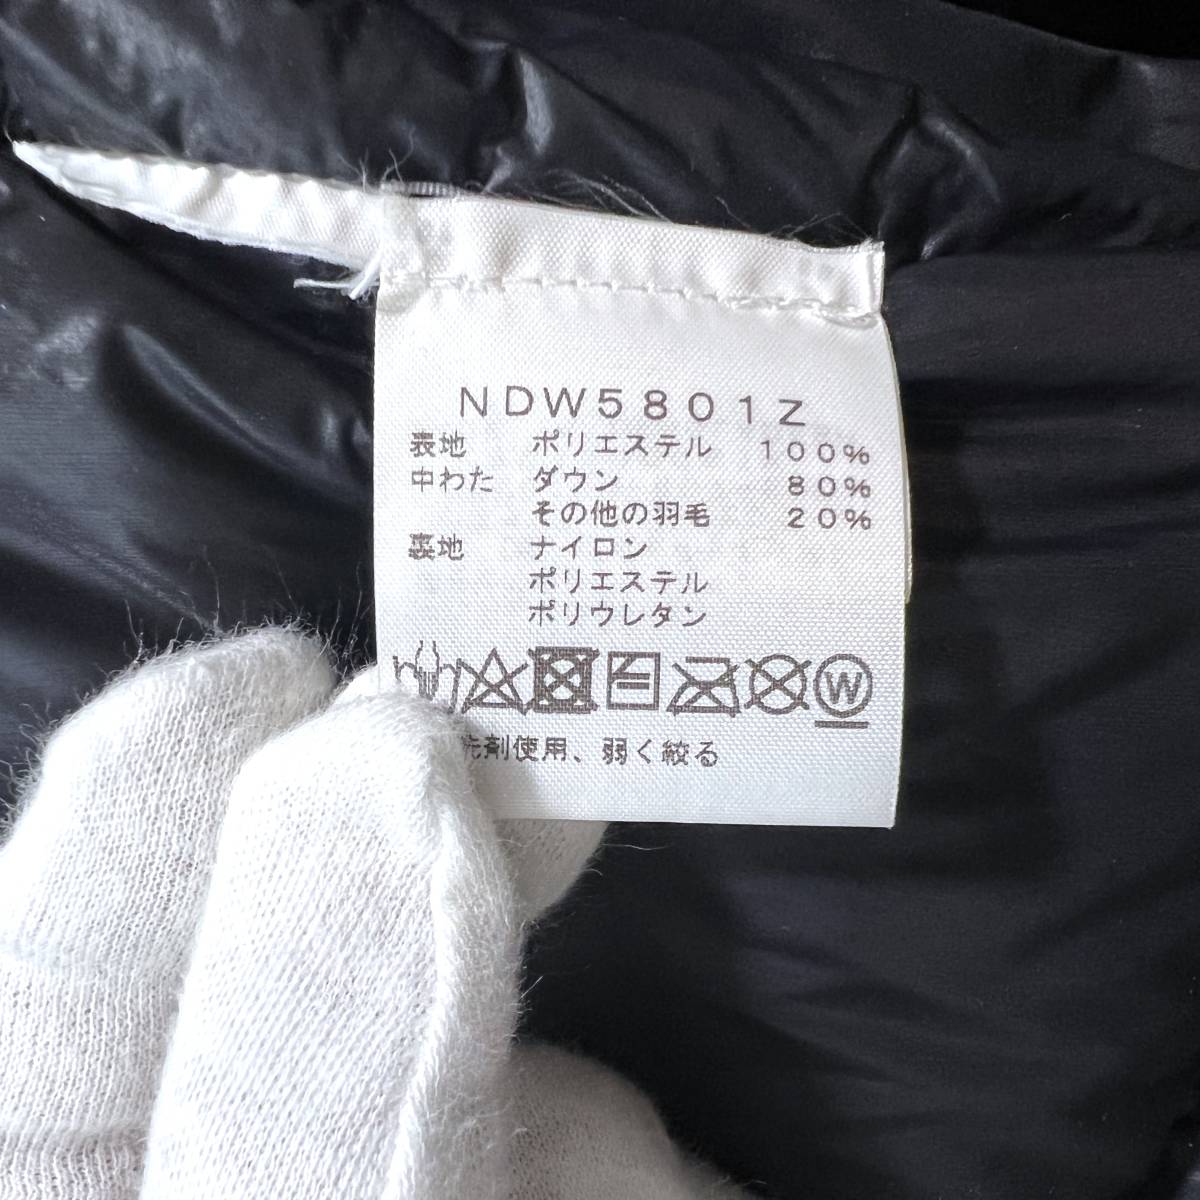 NDW5801Z
表地 ポリエステル 100%
中わた ダウン 80%
その他の羽毛 20%
裏地 ナイロン
ポリエステル
ポリウレタン
W
洗剤使用、弱く絞る